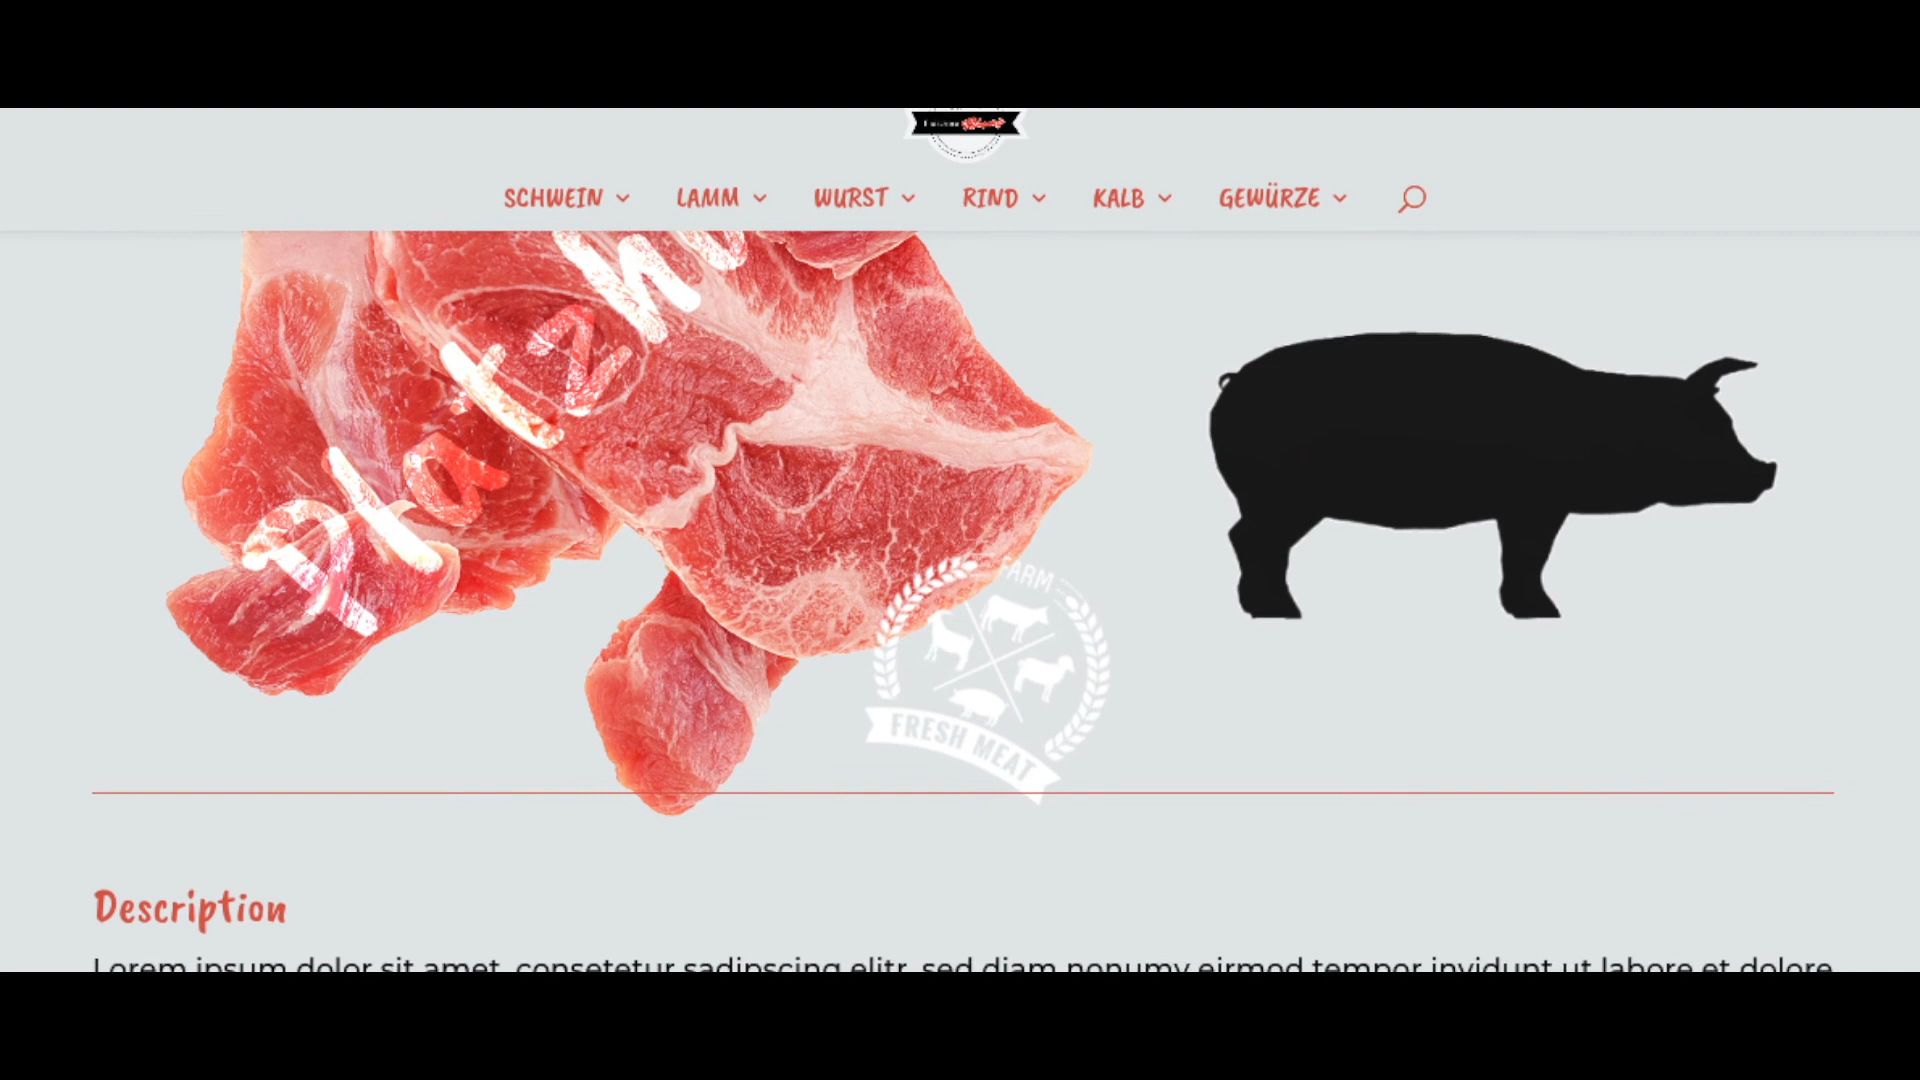 SCHWEIN LAMM WURST RIND KALB GEWÜRZE
Platzh
FARM
FRESH MEAT
Description
Lorem ipsum dolor sit amet, consetetur sadipscing elitr, sed diam nonumy eirmod tempor invidunt ut labore et dolore